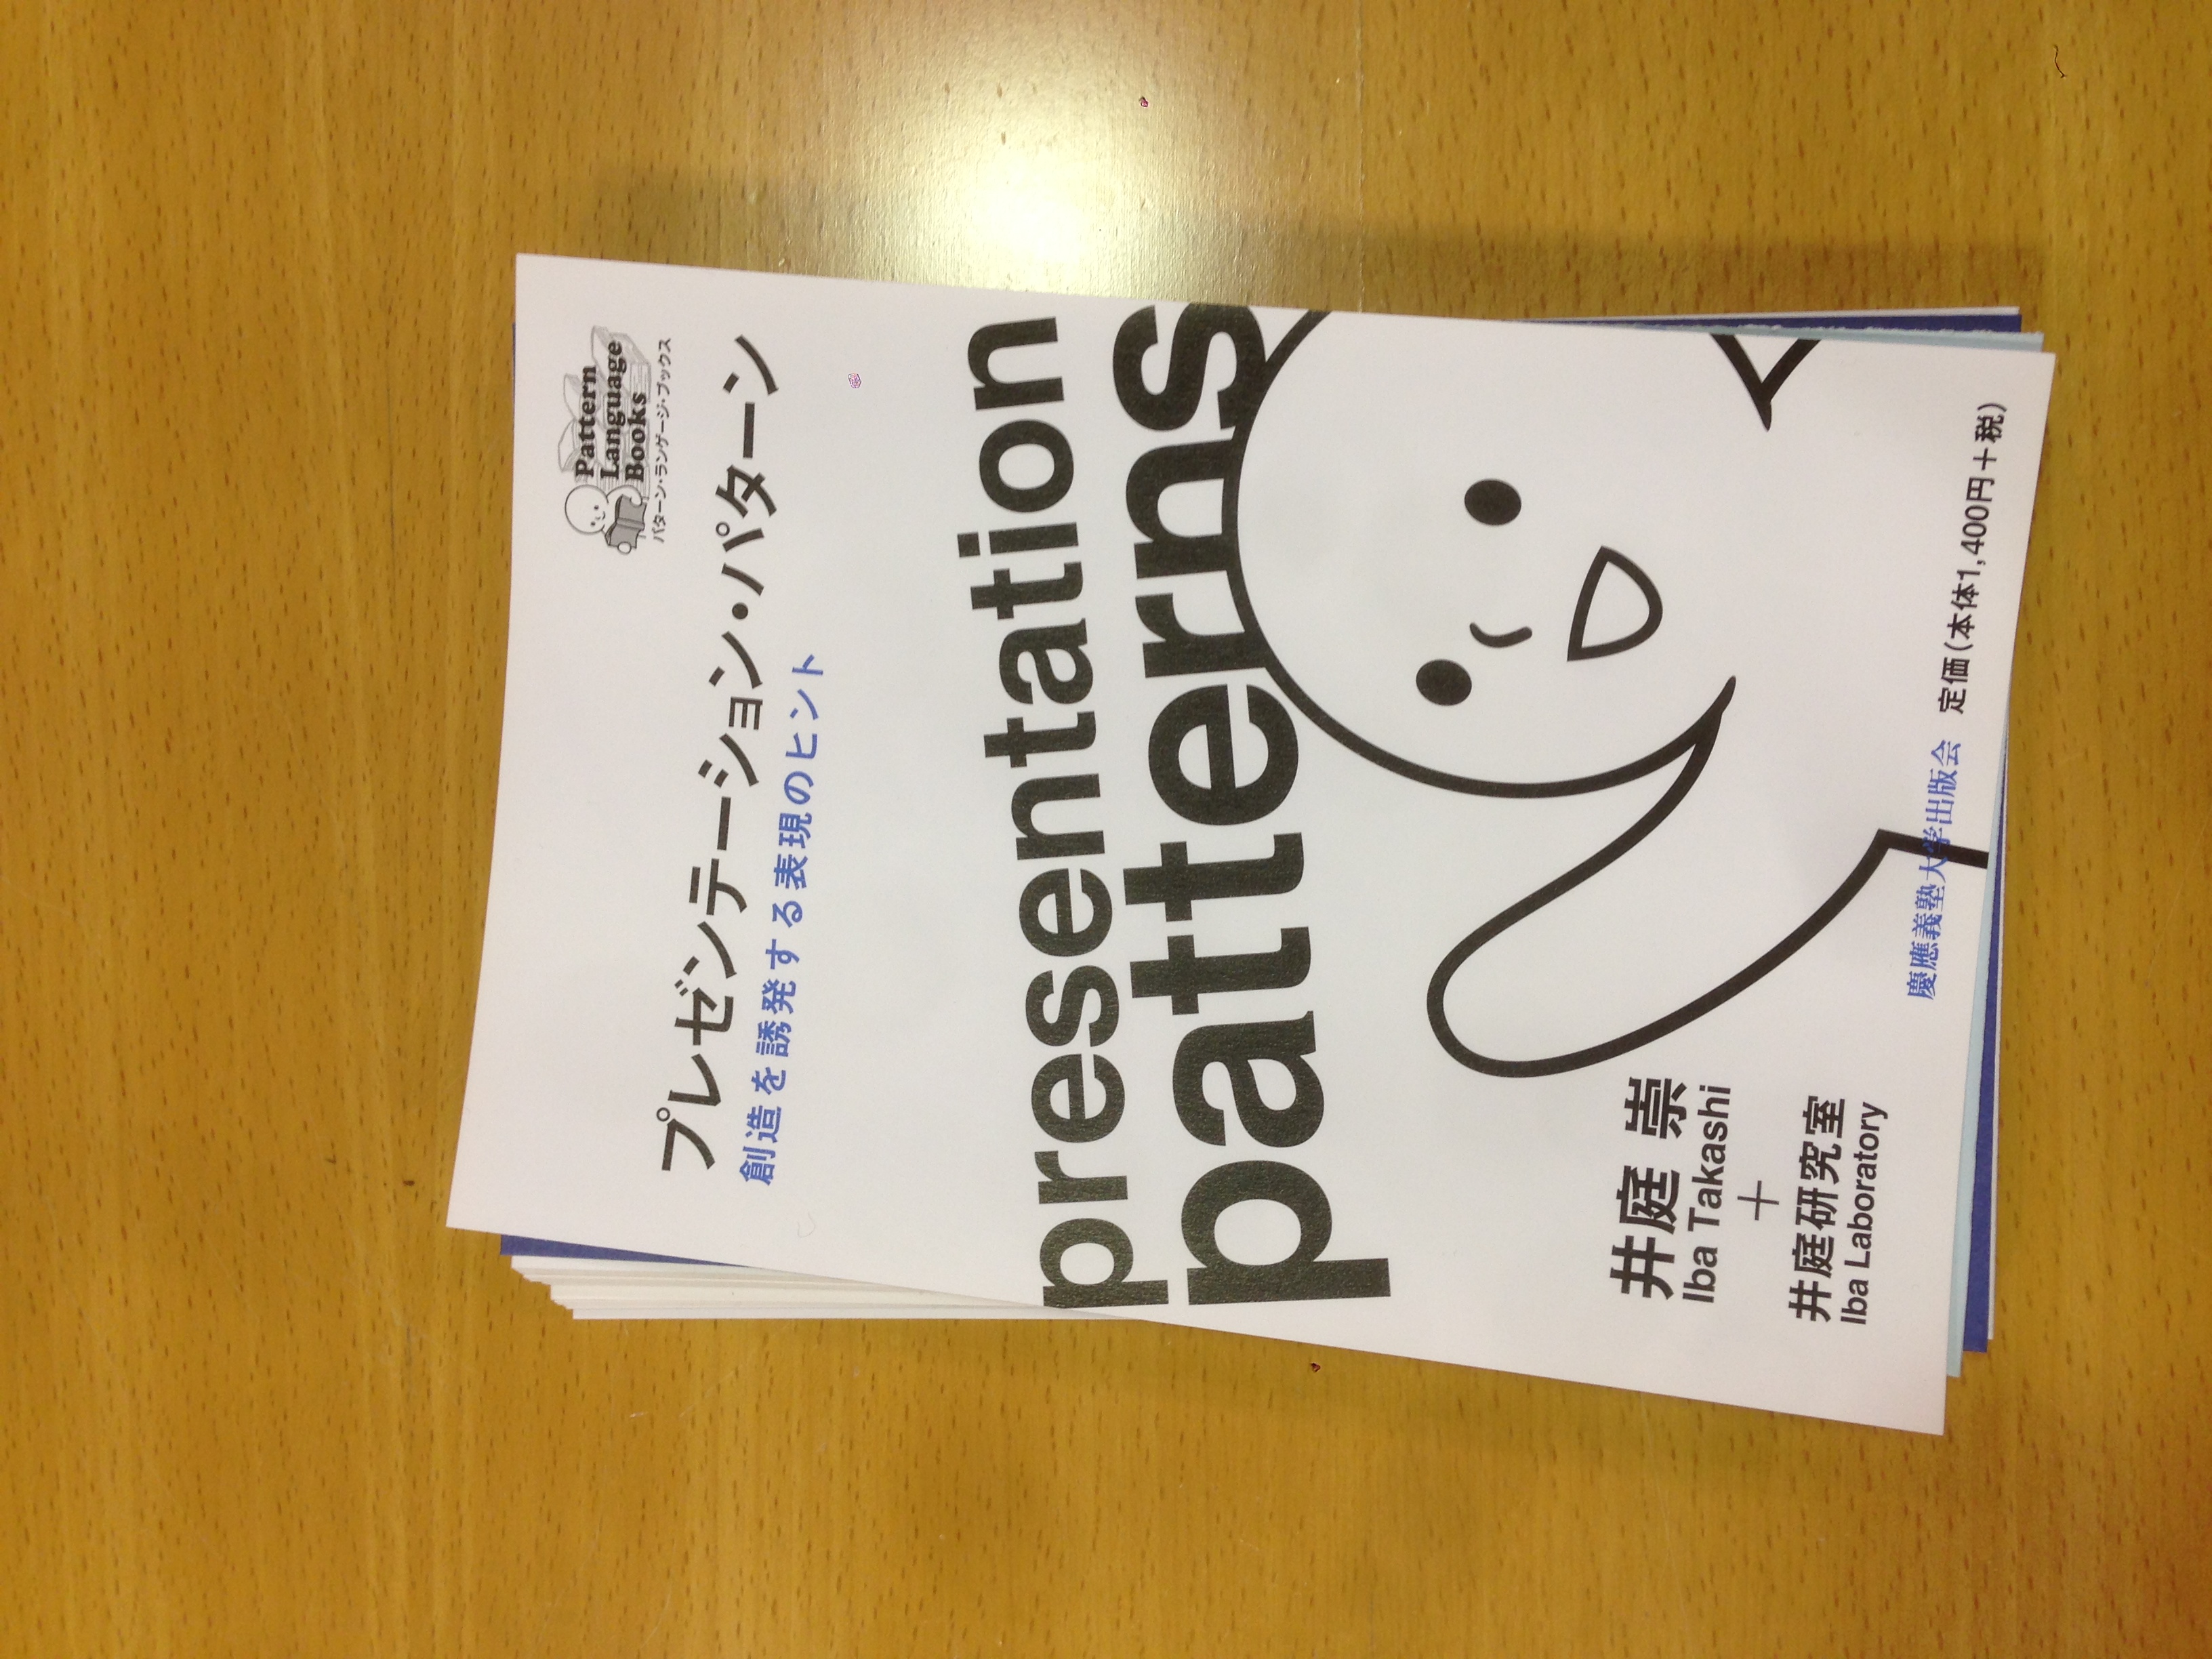 Pattern
Language
Books
パターン・ランゲージ・ブックス
プレゼンテーション・パターン
創造を誘発する表現のヒント
presentation
patterns
井庭 崇
Iba Takashi
+
井庭研究室
Iba Laboratory
慶應義塾大学出版会 定価(本体1,400円+税)